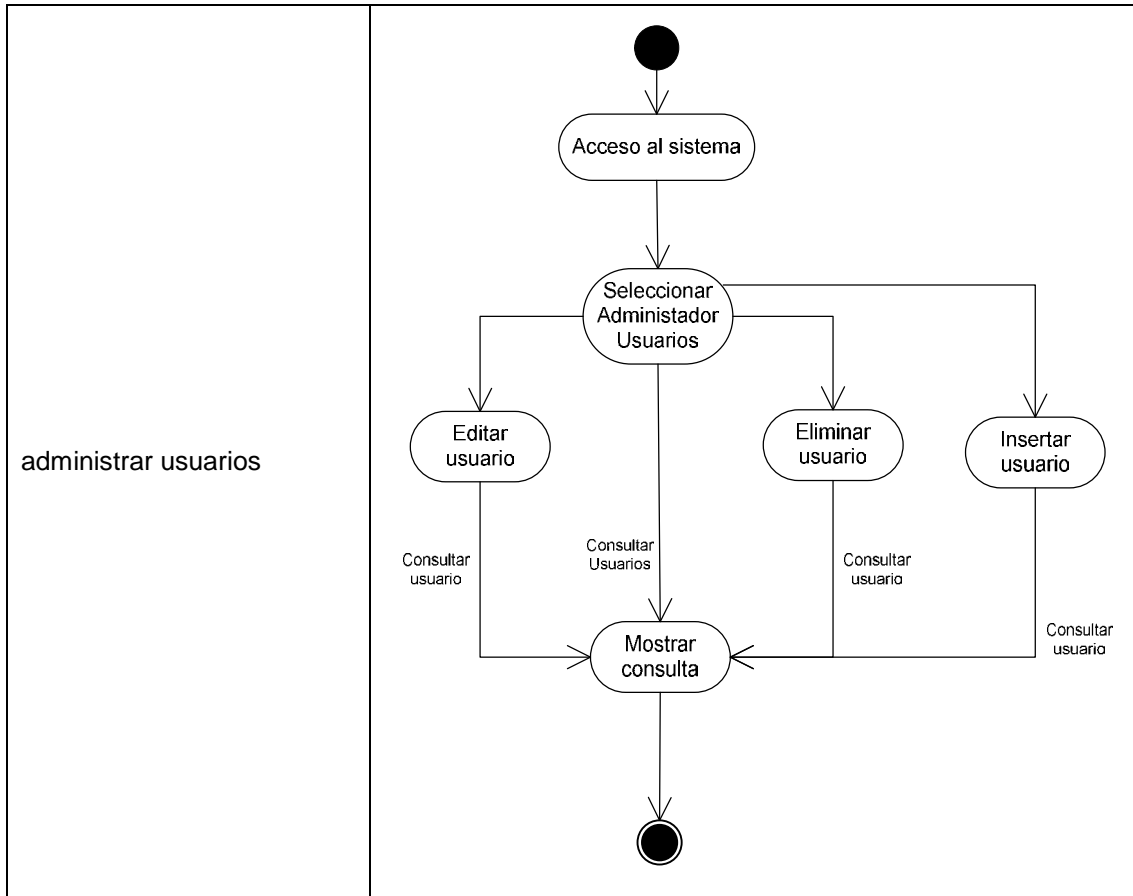 administrar usuarios
Acceso al sistema
Seleccionar
Administador
Usuarios
Editar
usuario
Eliminar
usuario
Insertar
usuario
Consultar
usuario
Consultar
Usuarios
Consultar
usuario
Consultar
usuario
Mostrar
consulta